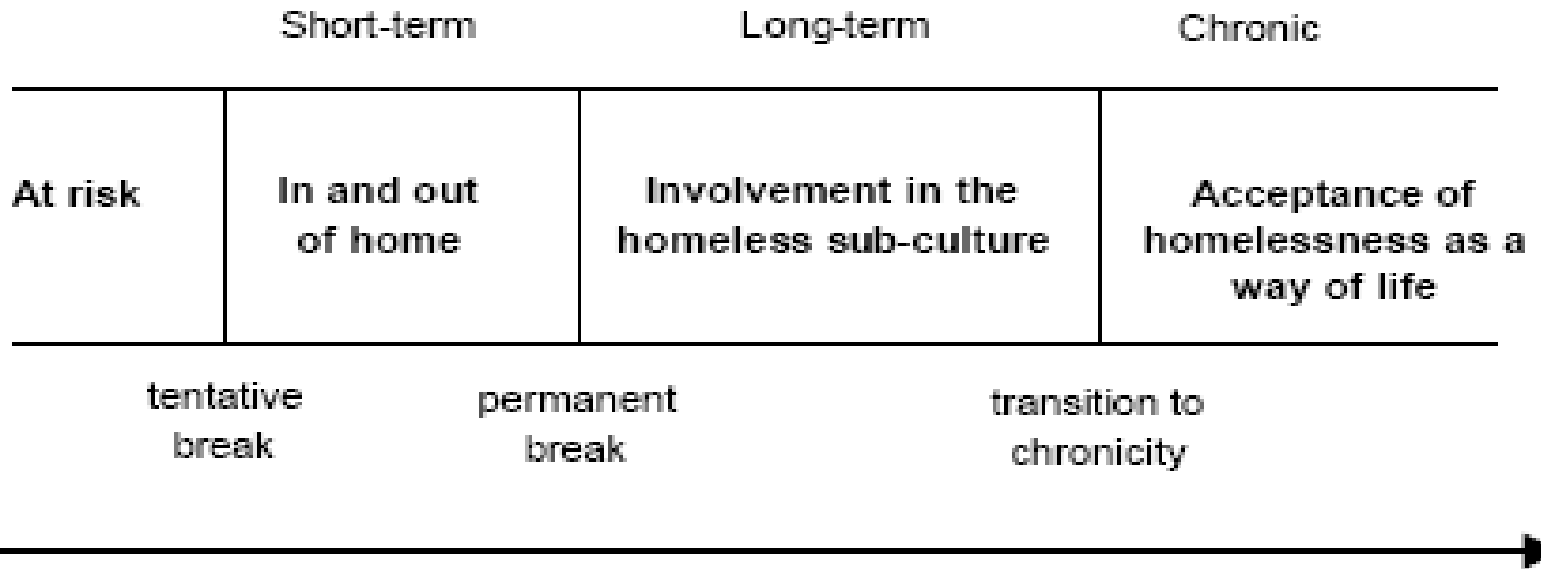 Short-term Long-term Chronic
At risk
In and out
of home
Involvement in the
homeless sub-culture
Acceptance of
homelessness as a
way of life
tentative
break
permanent
break
transition to
chronicity